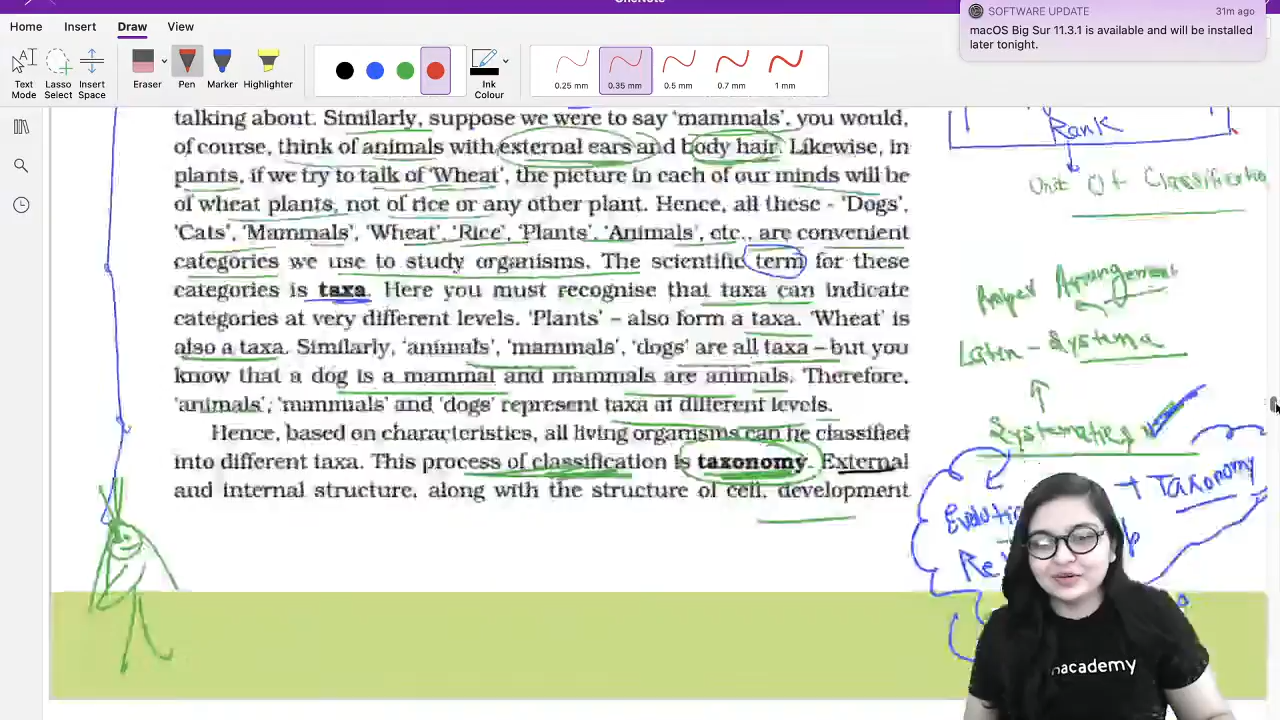 OneNote
SOFTWARE UPDATE 31m ago
macOS Big Sur 11.3.1 is available and will be installed
later tonight.
Home Insert Draw View
Text Mode
Lasso Select
Insert Space
Eraser
Pen
Marker
Highlighter
Ink Colour
0.25 mm 0.35 mm 0.5 mm 0.7 mm 1 mm
talking about. Similarly, suppose we were to say 'mammals', you would,
of course, think of animals with external ears and body hair. Likewise, in
plants, if we try to talk of 'Wheat', the picture in each of our minds will be
of wheat plants, not of rice or any other plant. Hence, all these - 'Dogs',
'Cats', 'Mammals', 'Wheat', 'Rice', 'Plants', 'Animals', etc., are convenient
categories we use to study organisms. The scientific term for these
categories is taxa. Here you must recognise that taxa can indicate
categories at very different levels. 'Plants' – also form a taxa. 'Wheat' is
also a taxa. Similarly, 'animals', 'mammals', 'dogs' are all taxa – but you
know that a dog is a mammal and mammals are animals. Therefore,
'animals', 'mammals' and 'dogs' represent taxa at different levels.
Hence, based on characteristics, all living organisms can be classified
into different taxa. This process of classification is taxonomy. External
and internal structure, along with the structure of cell, development
Rank
Unit Of Classification
Proper Arrangement
Latin - Systema
Systematics
+ Taxonomy
nacademy